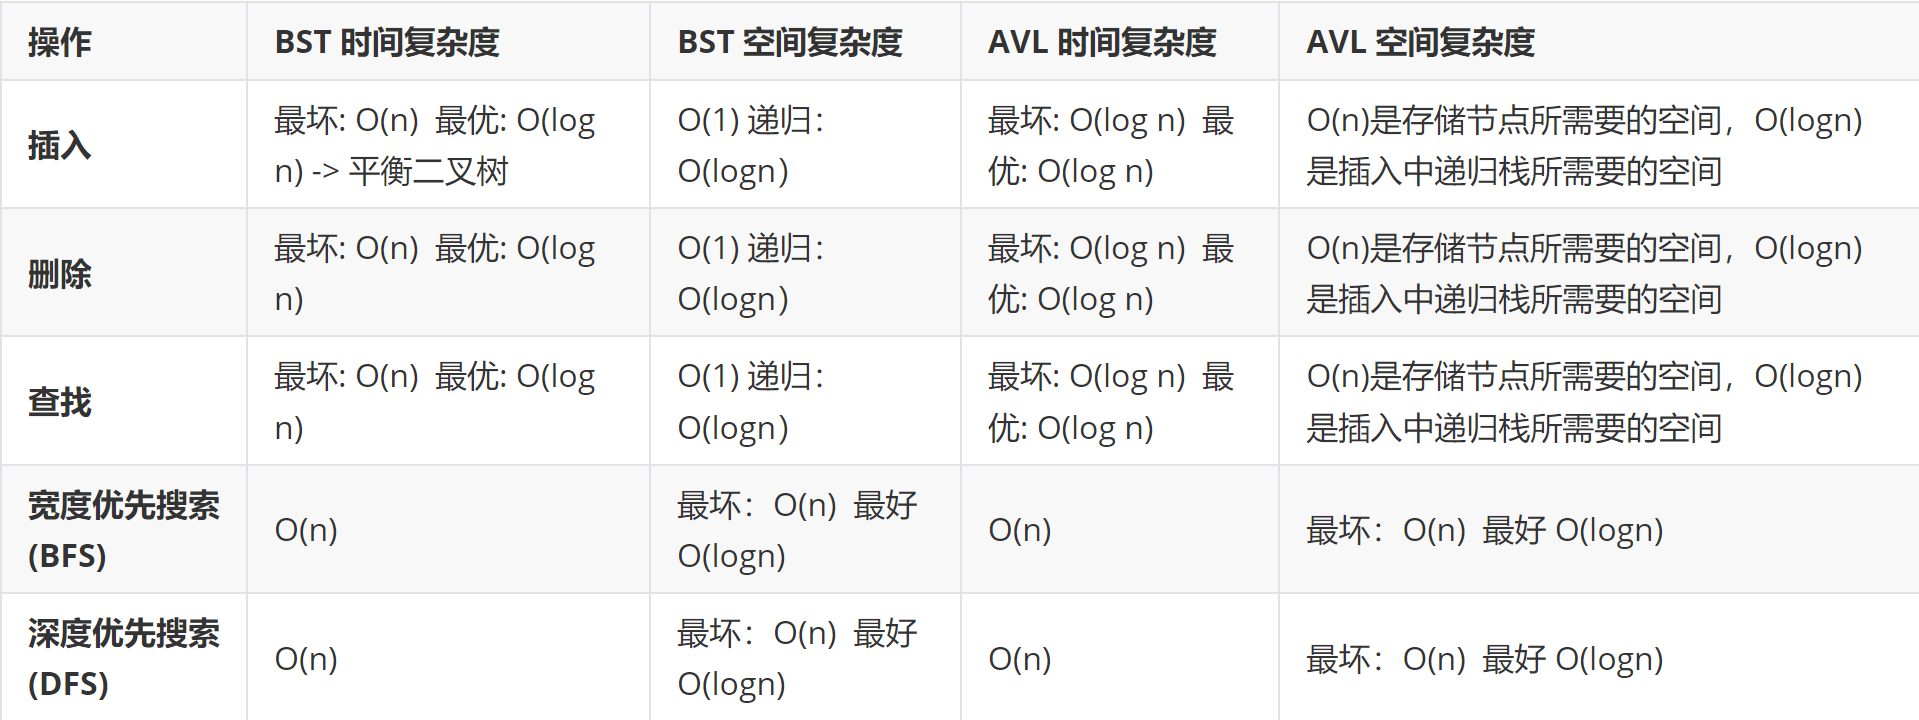 操作 BST 时间复杂度 BST 空间复杂度 AVL 时间复杂度 AVL 空间复杂度
插入
最坏: O(n) 最优: O(log
n) -> 平衡二叉树
O(1) 递归：
O(logn）
最坏: O(log n) 最
优: O(log n)
O(n)是存储节点所需要的空间，O(logn)
是插入中递归栈所需要的空间
删除
最坏: O(n) 最优: O(log
n)
O(1) 递归：
O(logn）
最坏: O(log n) 最
优: O(log n)
O(n)是存储节点所需要的空间，O(logn)
是插入中递归栈所需要的空间
查找
最坏: O(n) 最优: O(log
n)
O(1) 递归：
O(logn）
最坏: O(log n) 最
优: O(log n)
O(n)是存储节点所需要的空间，O(logn)
是插入中递归栈所需要的空间
宽度优先搜索
(BFS)
O(n)
最坏：O(n) 最好
O(logn)
O(n)
最坏：O(n) 最好 O(logn)
深度优先搜索
(DFS)
O(n)
最坏：O(n) 最好
O(logn)
O(n)
最坏：O(n) 最好 O(logn)